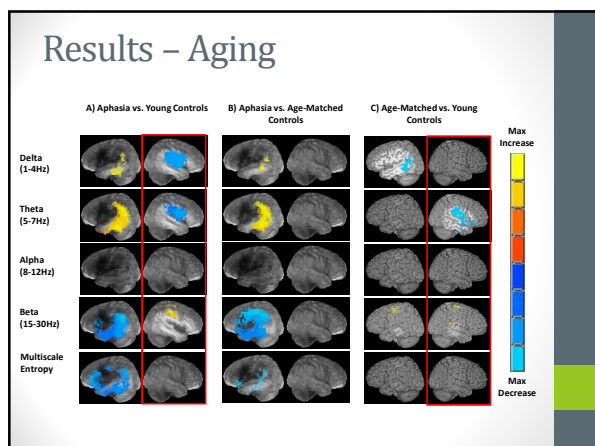 Results – Aging
A) Aphasia vs. Young Controls
B) Aphasia vs. Age-Matched
Controls
C) Age-Matched vs. Young
Controls
Max
Increase
Delta
(1-4Hz)
Theta
(5-7Hz)
Alpha
(8-12Hz)
Beta
(15-30Hz)
Multiscale
Entropy
Max
Decrease